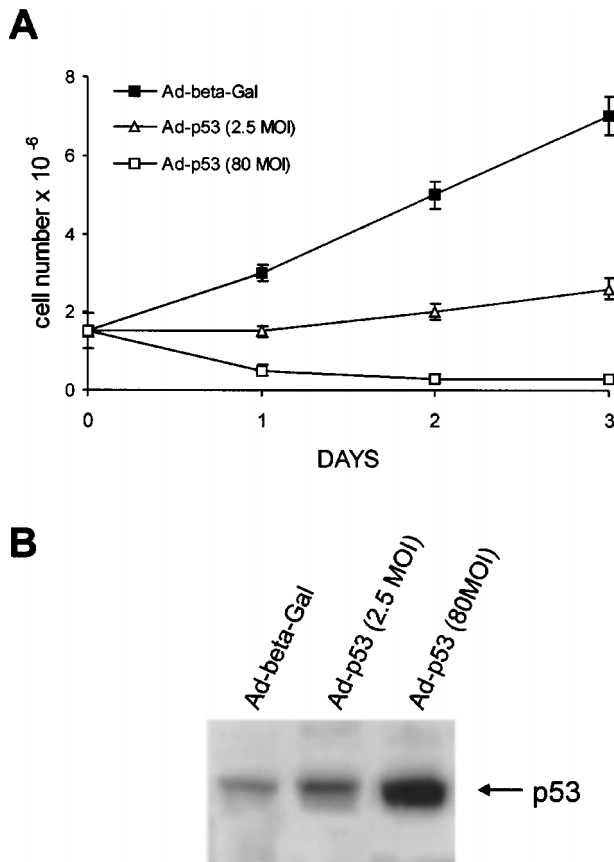 A
8
6
4
2
0
cell number x 10-6
Ad-beta-Gal
Ad-p53 (2.5 MOI)
Ad-p53 (80 MOI)
0 1 2 3
DAYS
B
Ad-beta-Gal
Ad-p53 (2.5 MOI)
Ad-p53 (80MOI)
p53